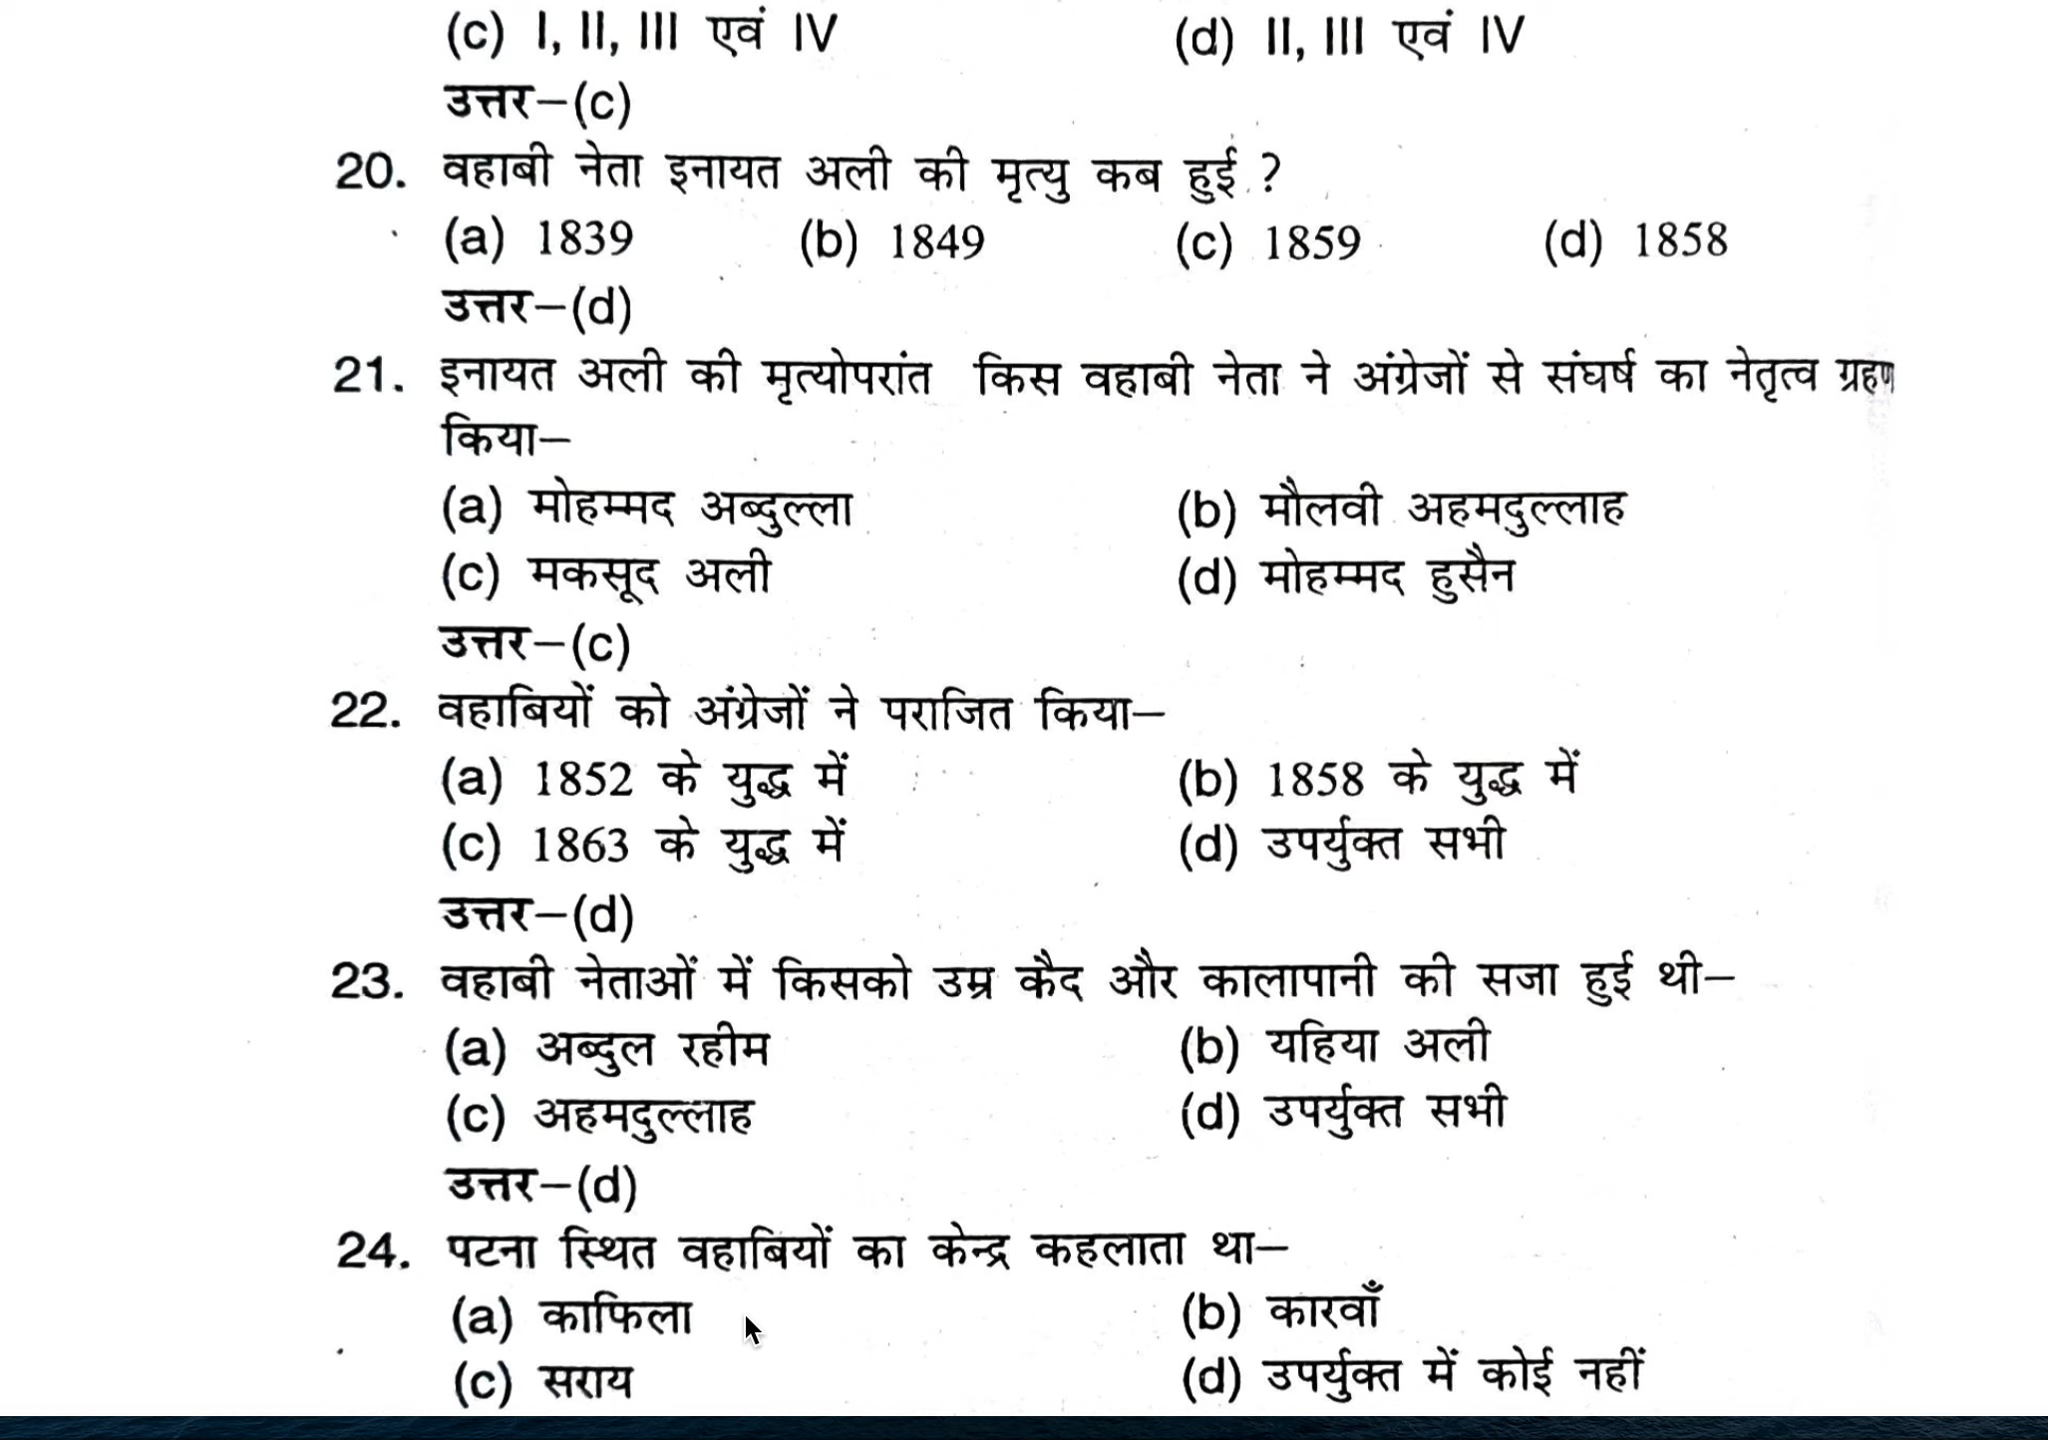 (c) I, II, III एवं IV (d) II, III एवं IV
उत्तर–(c)
20. वहाबी नेता इनायत अली की मृत्यु कब हुई ?
(a) 1839 (b) 1849 (c) 1859 (d) 1858
उत्तर–(d)
21. इनायत अली की मृत्योपरांत किस वहाबी नेता ने अंग्रेजों से संघर्ष का नेतृत्व ग्रहण
किया–
(a) मोहम्मद अब्दुल्ला (b) मौलवी अहमदुल्लाह
(c) मकसूद अली (d) मोहम्मद हुसैन
उत्तर–(c)
22. वहाबियों को अंग्रेजों ने पराजित किया–
(a) 1852 के युद्ध में (b) 1858 के युद्ध में
(c) 1863 के युद्ध में (d) उपर्युक्त सभी
उत्तर–(d)
23. वहाबी नेताओं में किसको उम्र कैद और कालापानी की सजा हुई थी–
(a) अब्दुल रहीम (b) यहिया अली
(c) अहमदुल्लाह (d) उपर्युक्त सभी
उत्तर–(d)
24. पटना स्थित वहाबियों का केन्द्र कहलाता था–
(a) काफिला (b) कारवाँ
(c) सराय (d) उपर्युक्त में कोई नहीं